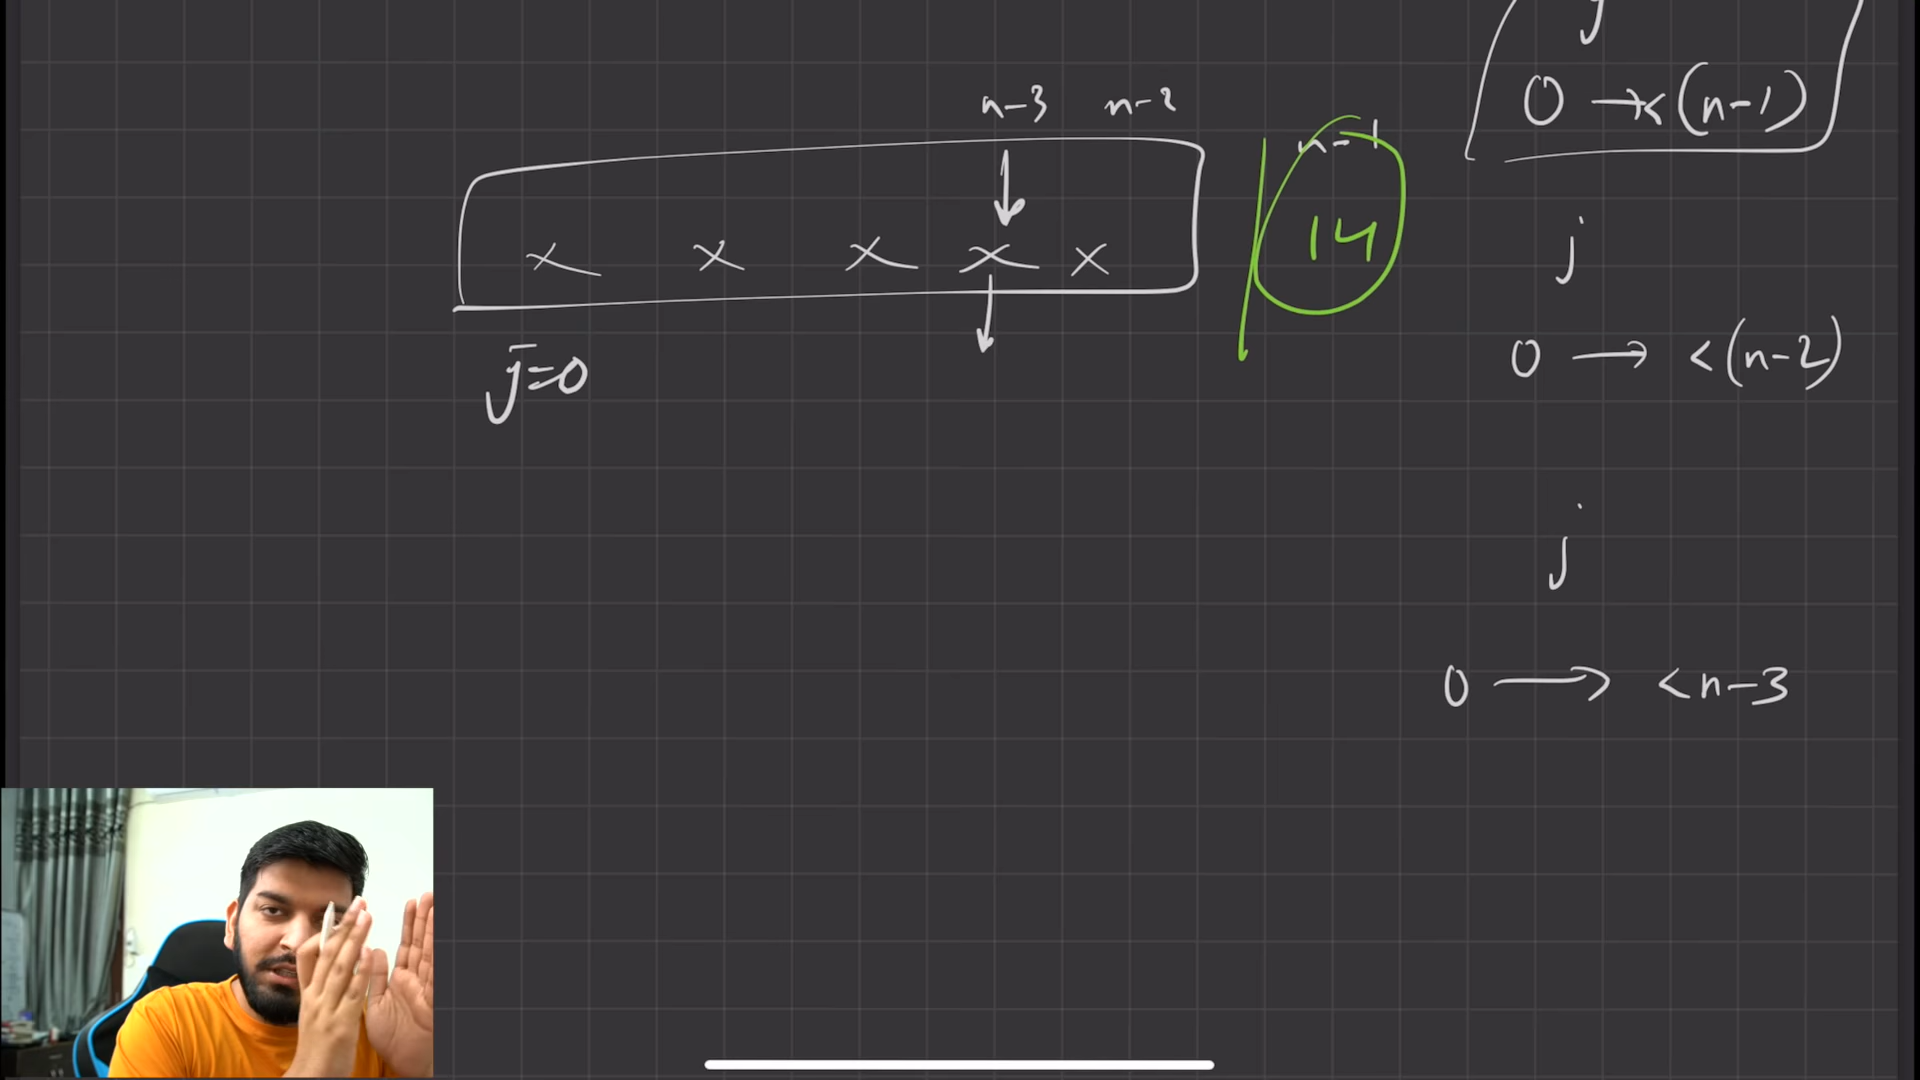 j
0 → < (n-1)
n-3 n-2 n-1
x x x x x 14
j
j=0
0 → < (n-2)
j
0 → < n-3